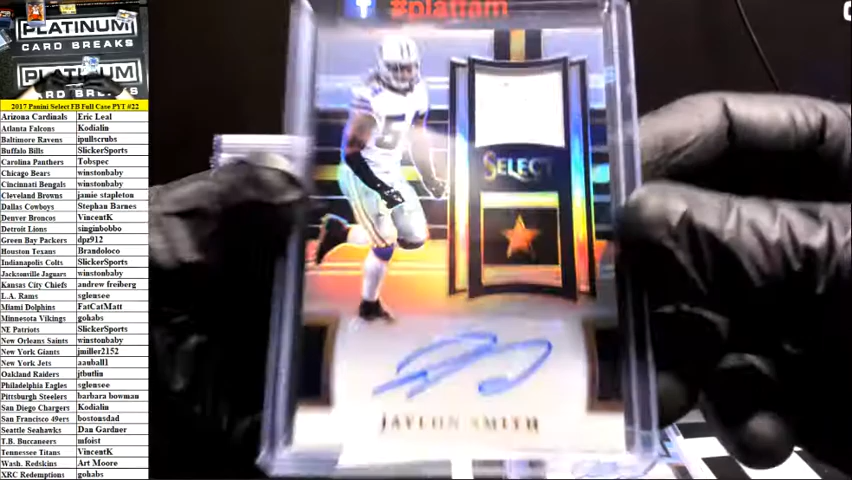 PLATINUM
CARD BREAKS
PLATINUM
2017 Panini Select FB Full Case PYT #22
Arizona Cardinals Eric Leal
Atlanta Falcons Kodialin
Baltimore Ravens ipullscrubs
Buffalo Bills SlickerSports
Carolina Panthers Tobspec
Chicago Bears winstonbaby
Cincinnati Bengals winstonbaby
Cleveland Browns jamie stapleton
Dallas Cowboys Stephan Barnes
Denver Broncos VincentK
Detroit Lions singinbobbo
Green Bay Packers dpz912
Houston Texans Brandoloco
Indianapolis Colts SlickerSports
Jacksonville Jaguars winstonbaby
Kansas City Chiefs andrew freiberg
L.A. Rams sglensee
Miami Dolphins FatCatMatt
Minnesota Vikings gohabs
NE Patriots SlickerSports
New Orleans Saints winstonbaby
New York Giants jmiller2152
New York Jets aauball1
Oakland Raiders jtbutlin
Philadelphia Eagles sglensee
Pittsburgh Steelers barbara bowman
San Diego Chargers Kodialin
San Francisco 49ers bostonsdad
Seattle Seahawks Dan Gardner
T.B. Buccaneers mfoist
Tennessee Titans VincentK
Wash. Redskins Art Moore
XRC Redemptions gohabs
#platfam
SELECT
JAYLON SMITH